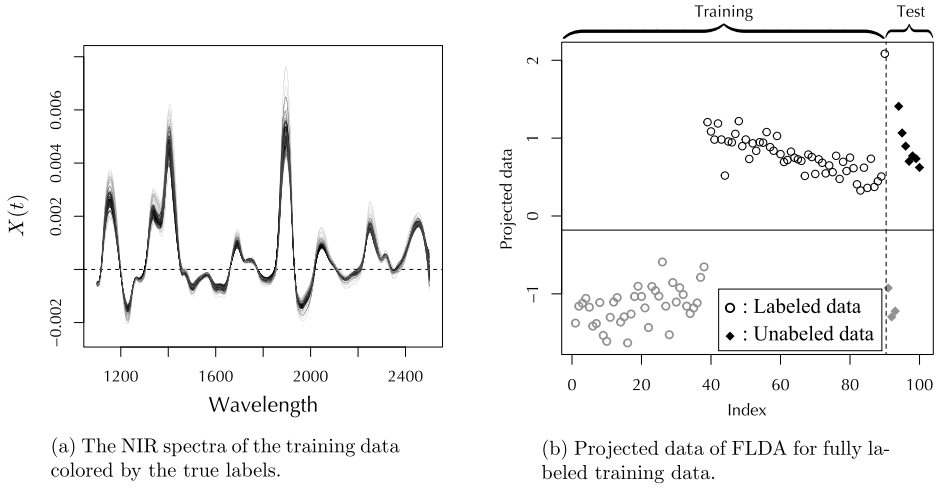 X(t)
0.006
0.004
0.002
0
-0.002
1200
1600
2000
2400
Wavelength
(a) The NIR spectra of the training data
colored by the true labels.
Training
Test
Projected data
2
1
0
−1
: Labeled data
: Unabeled data
0
20
40
60
80
100
Index
(b) Projected data of FLDA for fully la-
beled training data.